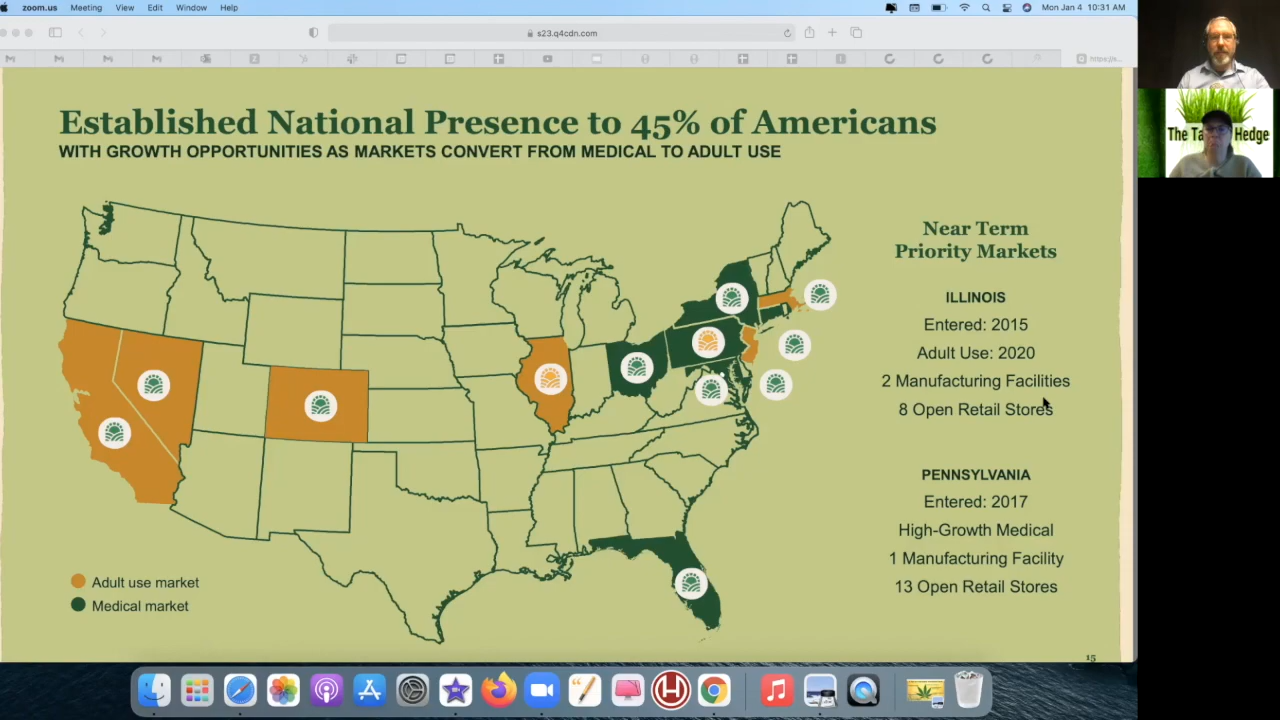 zoom.us Meeting View Edit Window Help Mon Jan 4 10:31 AM
s23.q4cdn.com
https://s...
Established National Presence to 45% of Americans
WITH GROWTH OPPORTUNITIES AS MARKETS CONVERT FROM MEDICAL TO ADULT USE
Near Term
Priority Markets
ILLINOIS
Entered: 2015
Adult Use: 2020
2 Manufacturing Facilities
8 Open Retail Stores
PENNSYLVANIA
Entered: 2017
High-Growth Medical
1 Manufacturing Facility
13 Open Retail Stores
Adult use market
Medical market
15
The Ta Hedge